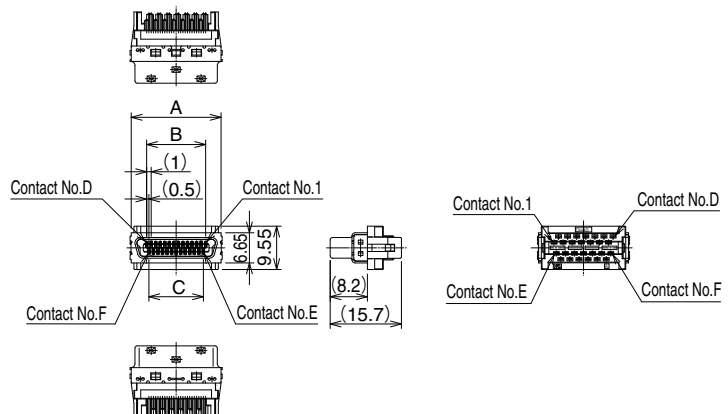 A
B
(1)
(0.5)
Contact No.D
Contact No.1
6.65
9.55
C
Contact No.F
Contact No.E
(8.2)
(15.7)
Contact No.1
Contact No.D
Contact No.E
Contact No.F